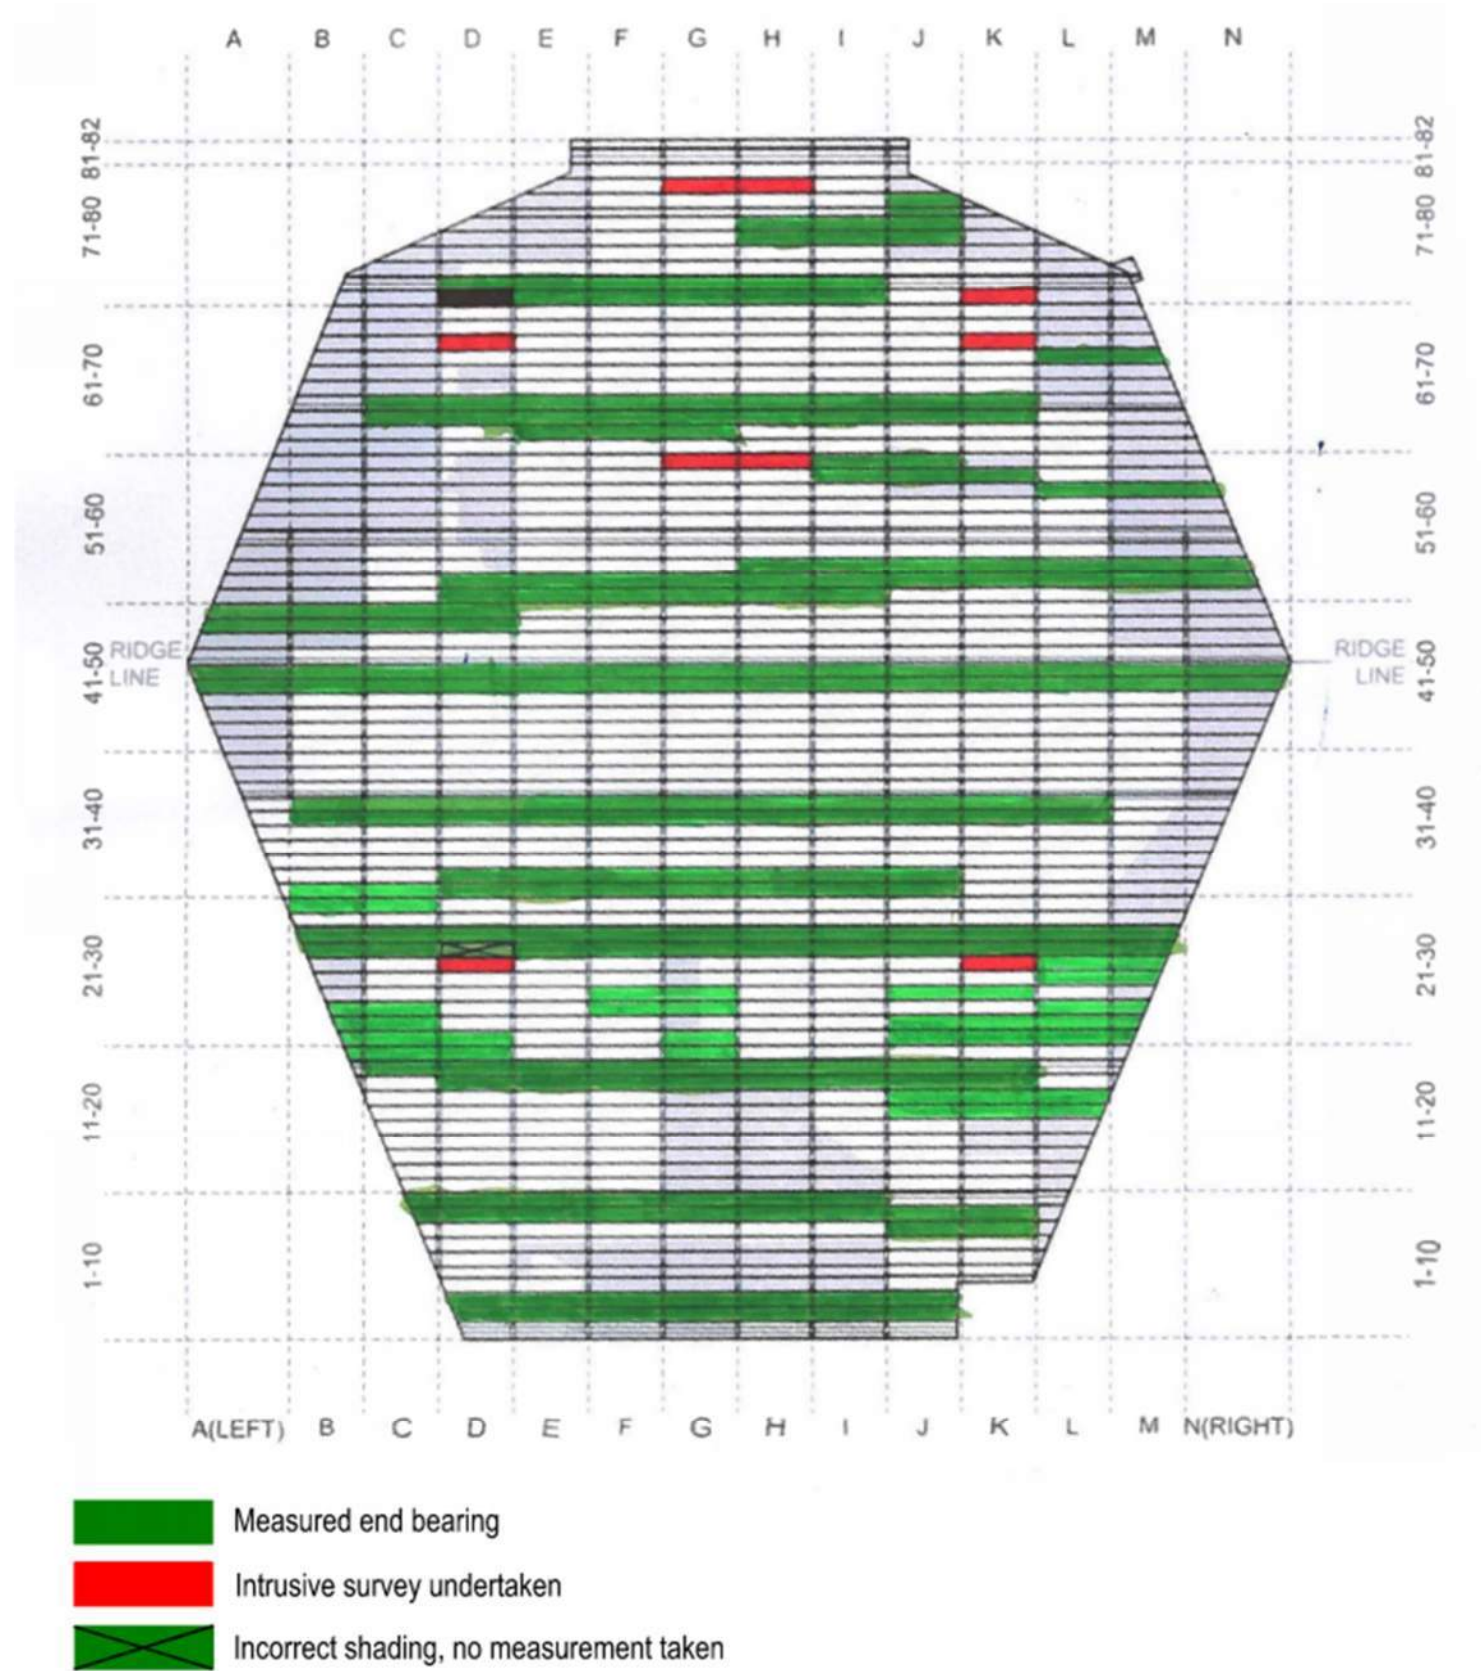 A B C D E F G H I J K L M N
81-82 81-82
71-80 71-80
61-70 61-70
51-60 51-60
RIDGE LINE RIDGE LINE
41-50 41-50
31-40 31-40
21-30 21-30
11-20 11-20
1-10 1-10
A(LEFT) B C D E F G H I J K L M N(RIGHT)
Measured end bearing
Intrusive survey undertaken
Incorrect shading, no measurement taken